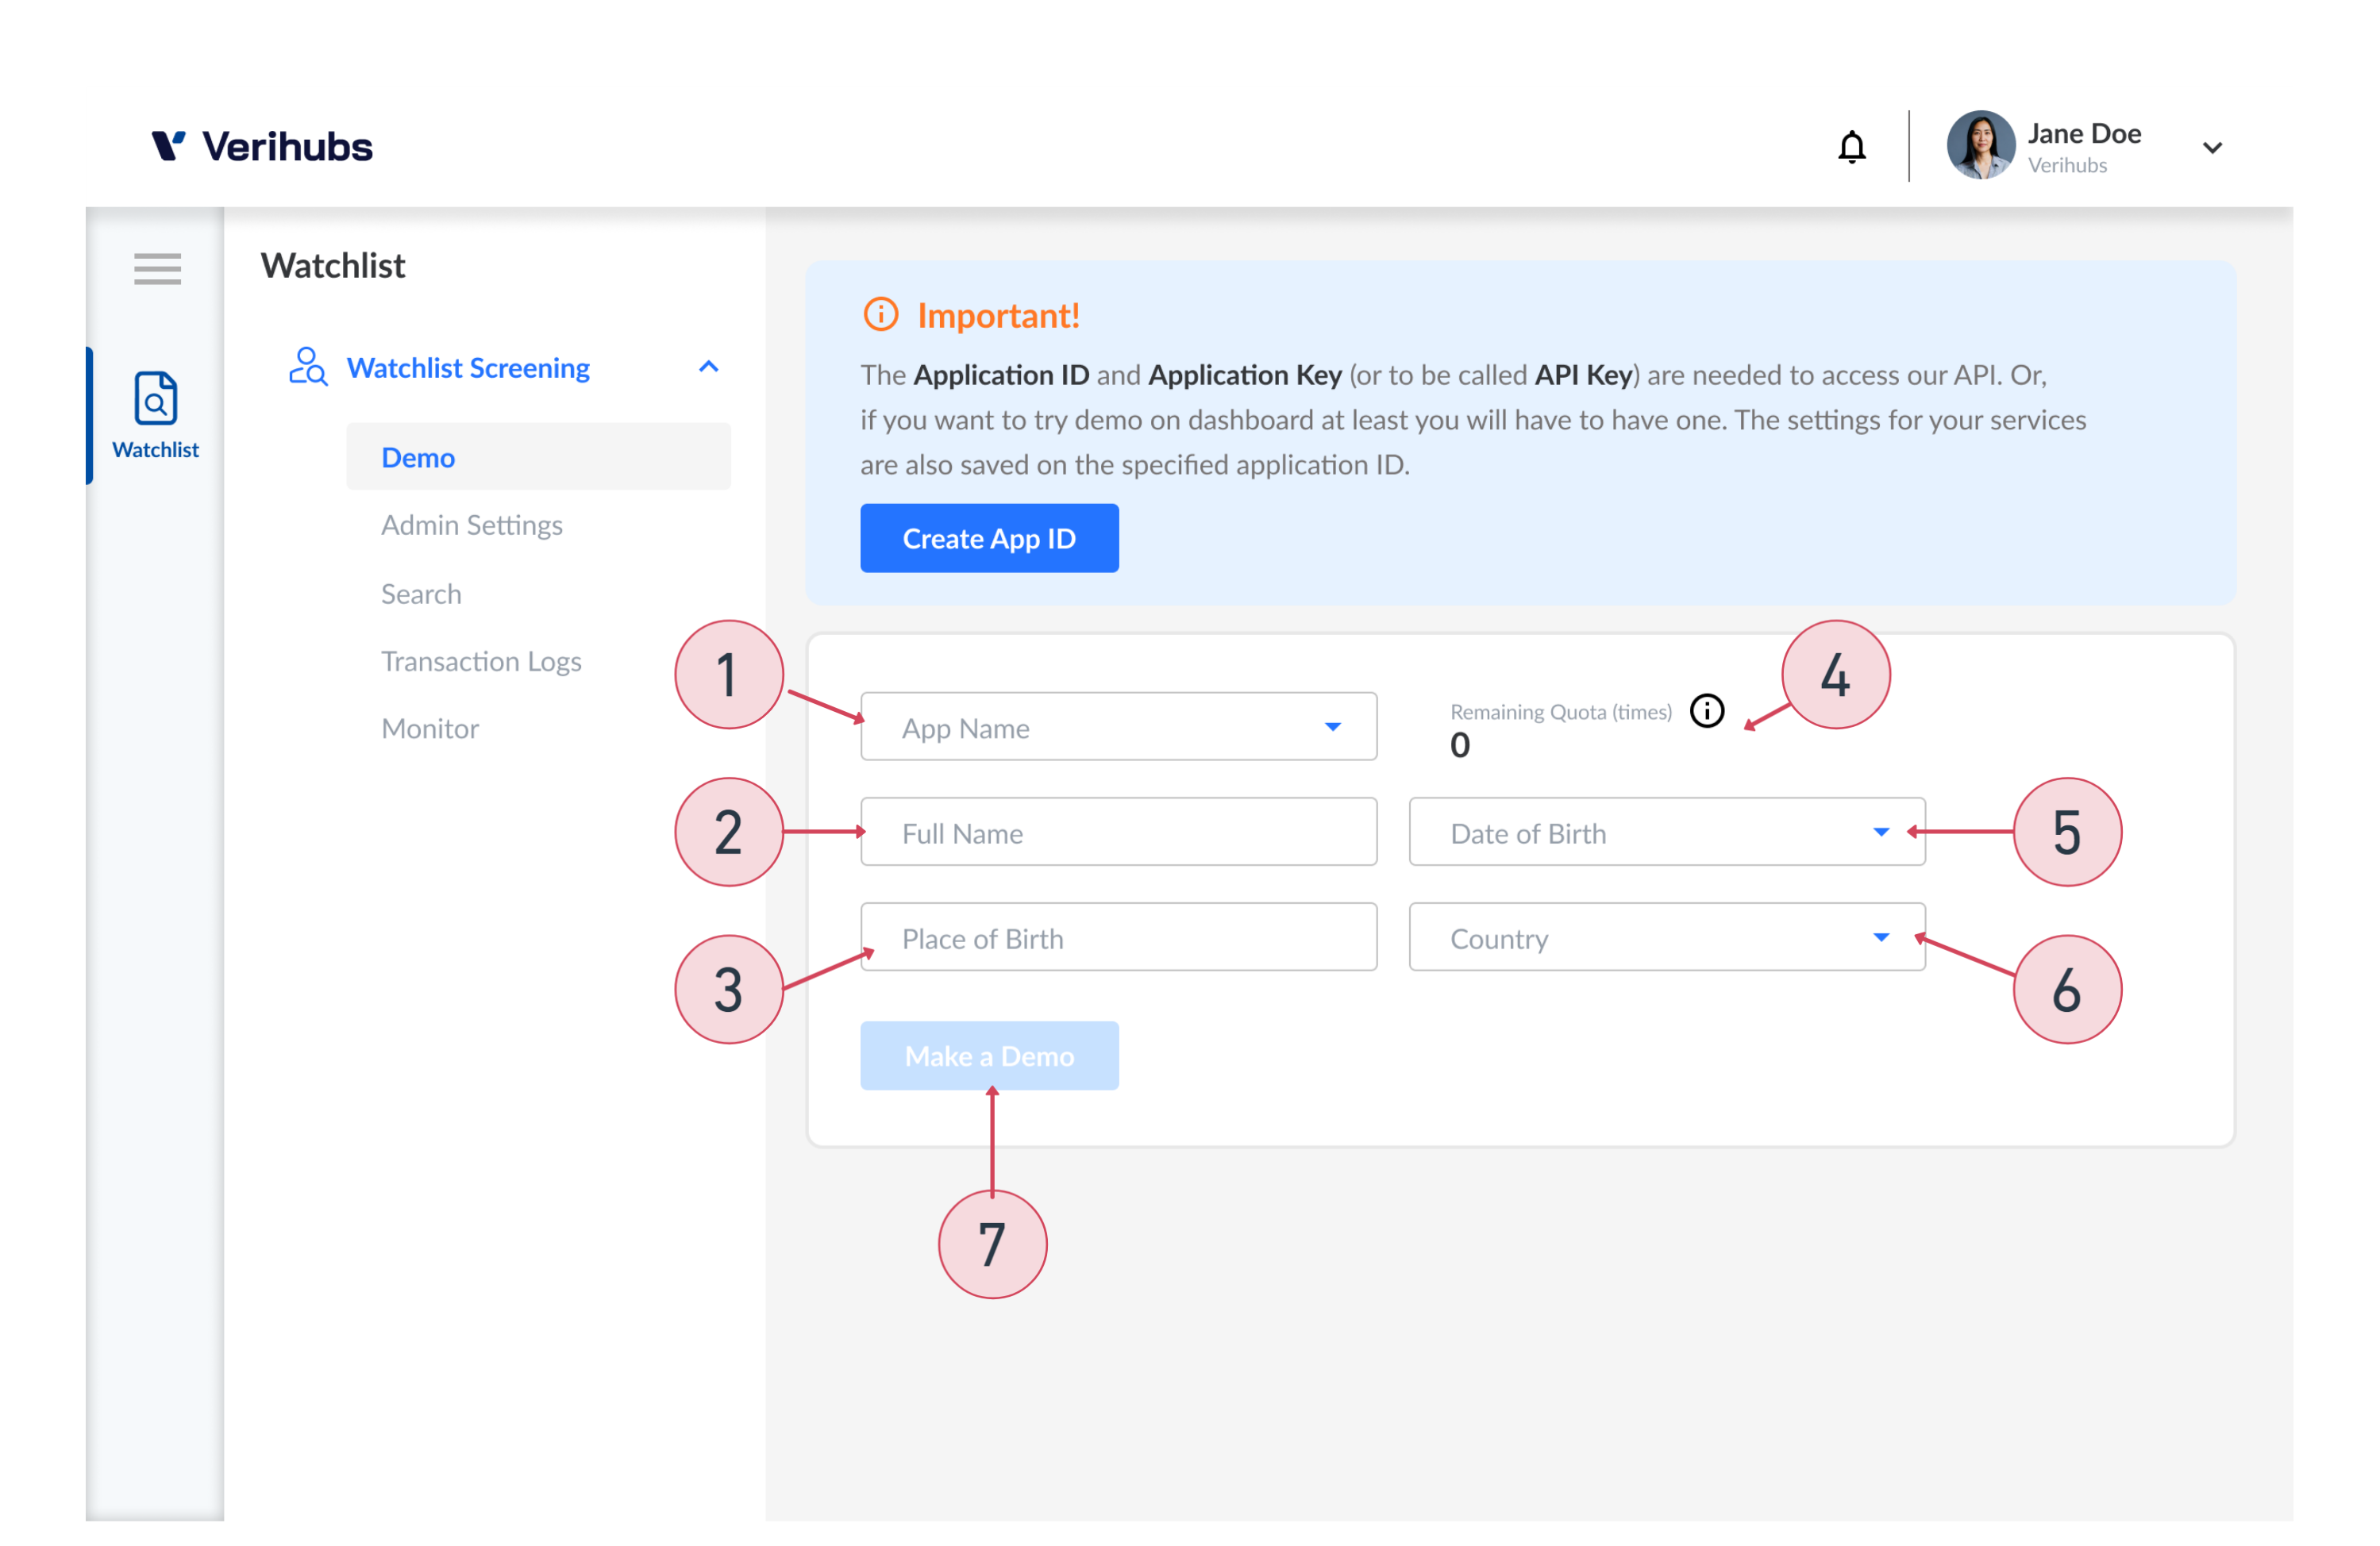 Verihubs
Jane Doe
Verihubs
Watchlist
Watchlist
Watchlist Screening
Demo
Admin Settings
Search
Transaction Logs
Monitor
Important!
The Application ID and Application Key (or to be called API Key) are needed to access our API. Or,
if you want to try demo on dashboard at least you will have to have one. The settings for your services
are also saved on the specified application ID.
Create App ID
1
App Name
Remaining Quota (times)
0
4
2
Full Name
Date of Birth
5
3
Place of Birth
Country
6
Make a Demo
7